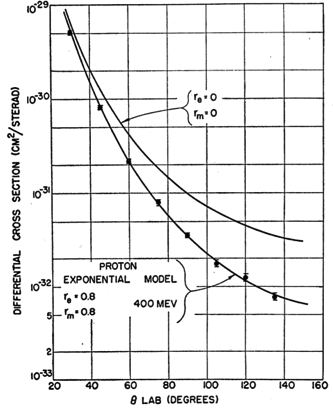 10-29
10-30
10-31
10-32
5
2
10-33
DIFFERENTIAL CROSS SECTION (CM²/STERAD)
re = 0
rm = 0
PROTON
EXPONENTIAL MODEL
re = 0.8
rm = 0.8
400 MEV
20 40 60 80 100 120 140 160
θ LAB (DEGREES)